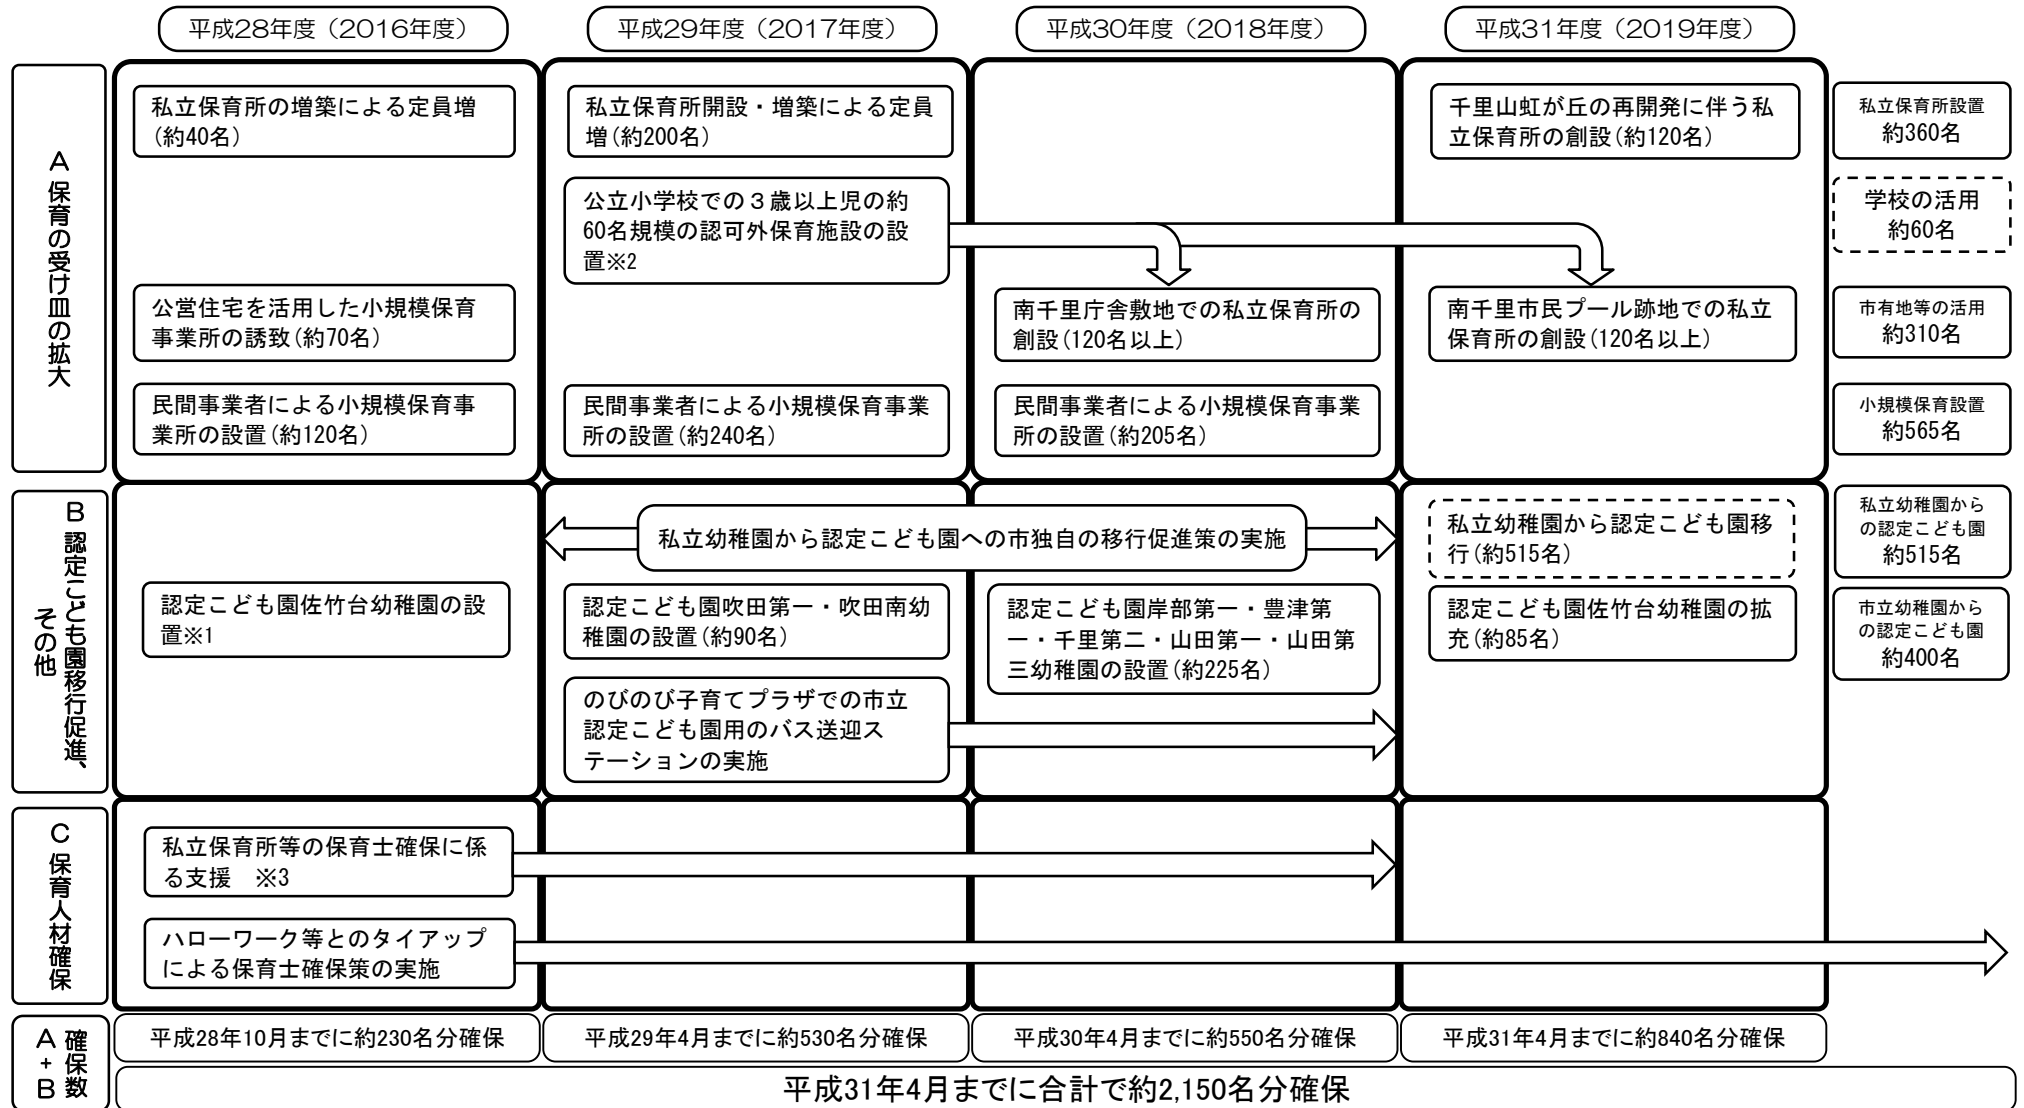 平成28年度（2016年度）
平成29年度（2017年度）
平成30年度（2018年度）
平成31年度（2019年度）
A 保育の受け皿の拡大
私立保育所の増築による定員増
(約40名)
私立保育所開設・増築による定員
増(約200名)
千里山虹が丘の再開発に伴う私
立保育所の創設(約120名)
私立保育所設置
約360名
公立小学校での３歳以上児の約
60名規模の認可外保育施設の設
置※2
学校の活用
約60名
公営住宅を活用した小規模保育
事業所の誘致(約70名)
南千里庁舎敷地での私立保育所の
創設(120名以上)
南千里市民プール跡地での私立
保育所の創設(120名以上)
市有地等の活用
約310名
民間事業者による小規模保育事
業所の設置(約120名)
民間事業者による小規模保育事業
所の設置(約240名)
民間事業者による小規模保育事業
所の設置(約205名)
小規模保育設置
約565名
B 認定こども園移行促進、
その他
私立幼稚園から認定こども園への市独自の移行促進策の実施
私立幼稚園から認定こども園移
行(約515名)
私立幼稚園から
の認定こども園
約515名
認定こども園佐竹台幼稚園の設
置※1
認定こども園吹田第一・吹田南幼
稚園の設置(約90名)
認定こども園岸部第一・豊津第
一・千里第二・山田第一・山田第
三幼稚園の設置(約225名)
認定こども園佐竹台幼稚園の拡
充(約85名)
市立幼稚園から
の認定こども園
約400名
のびのび子育てプラザでの市立
認定こども園用のバス送迎ス
テーションの実施
C 保育人材確保
私立保育所等の保育士確保に係
る支援　※3
ハローワーク等とのタイアップ
による保育士確保策の実施
確保数
A+B
平成28年10月までに約230名分確保
平成29年4月までに約530名分確保
平成30年4月までに約550名分確保
平成31年4月までに約840名分確保
平成31年4月までに合計で約2,150名分確保